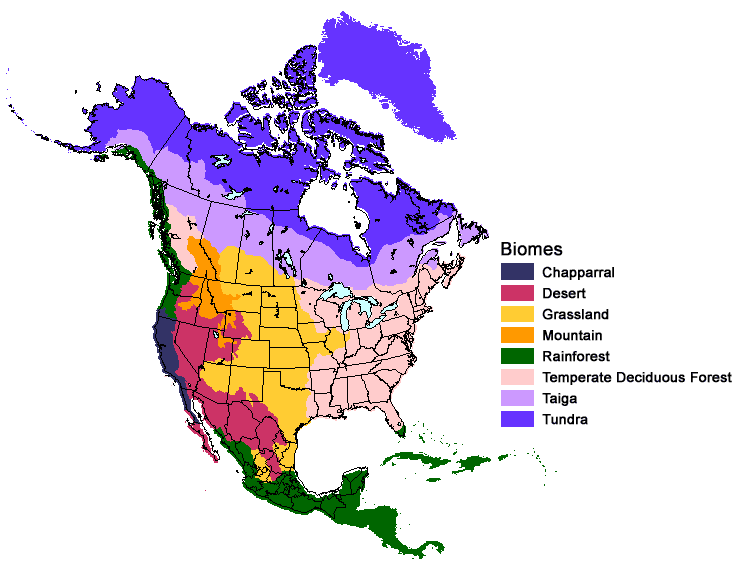 Biomes
Chapparral
Desert
Grassland
Mountain
Rainforest
Temperate Deciduous Forest
Taiga
Tundra